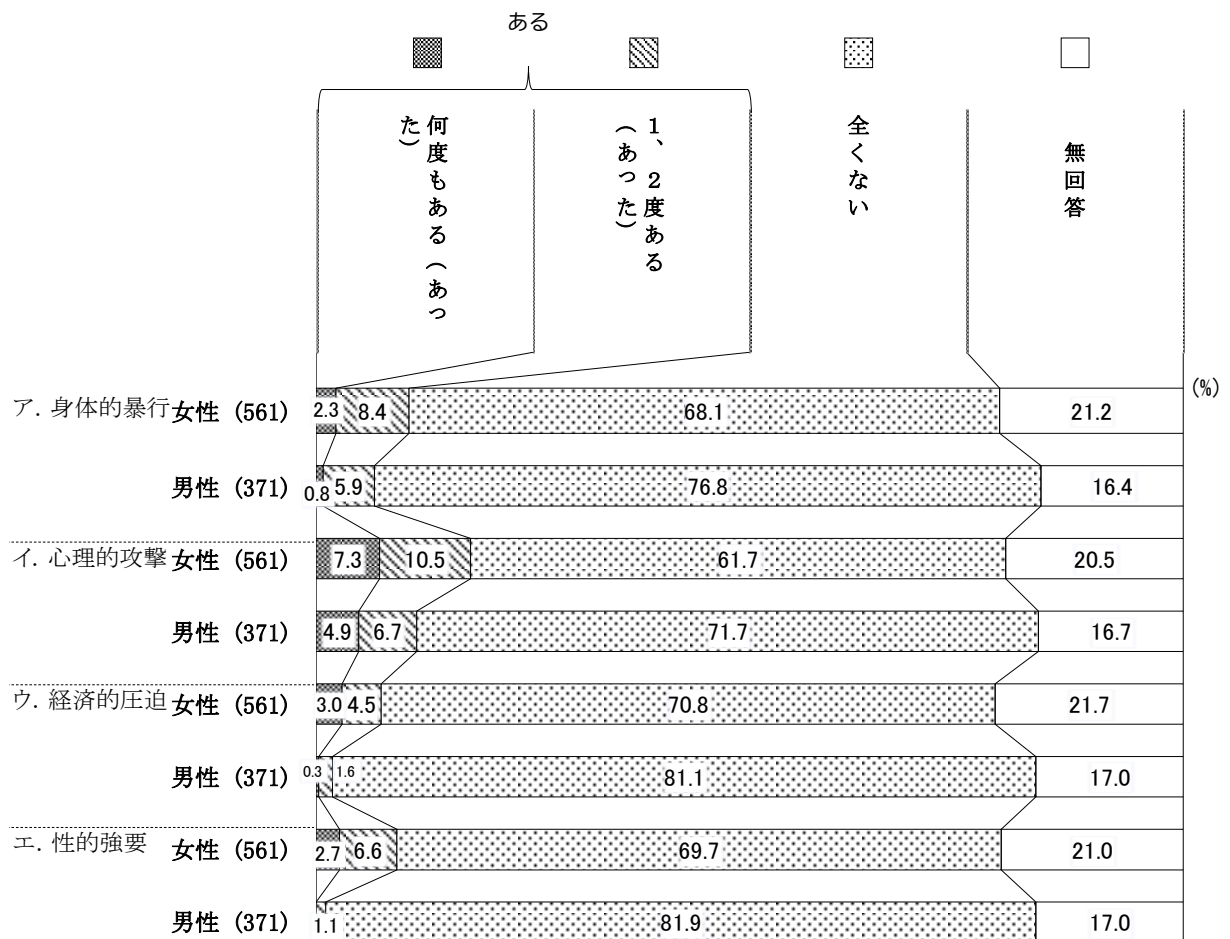 ある
何度もある（あっ
た）
１、２度ある
（あった）
全くない
無回答
(%)
ア．身体的暴行 女性 (561) 2.3 8.4 68.1 21.2
男性 (371) 0.8 5.9 76.8 16.4
イ．心理的攻撃 女性 (561) 7.3 10.5 61.7 20.5
男性 (371) 4.9 6.7 71.7 16.7
ウ．経済的圧迫 女性 (561) 3.0 4.5 70.8 21.7
男性 (371) 0.3 1.6 81.1 17.0
エ．性的強要 女性 (561) 2.7 6.6 69.7 21.0
男性 (371) 1.1 81.9 17.0